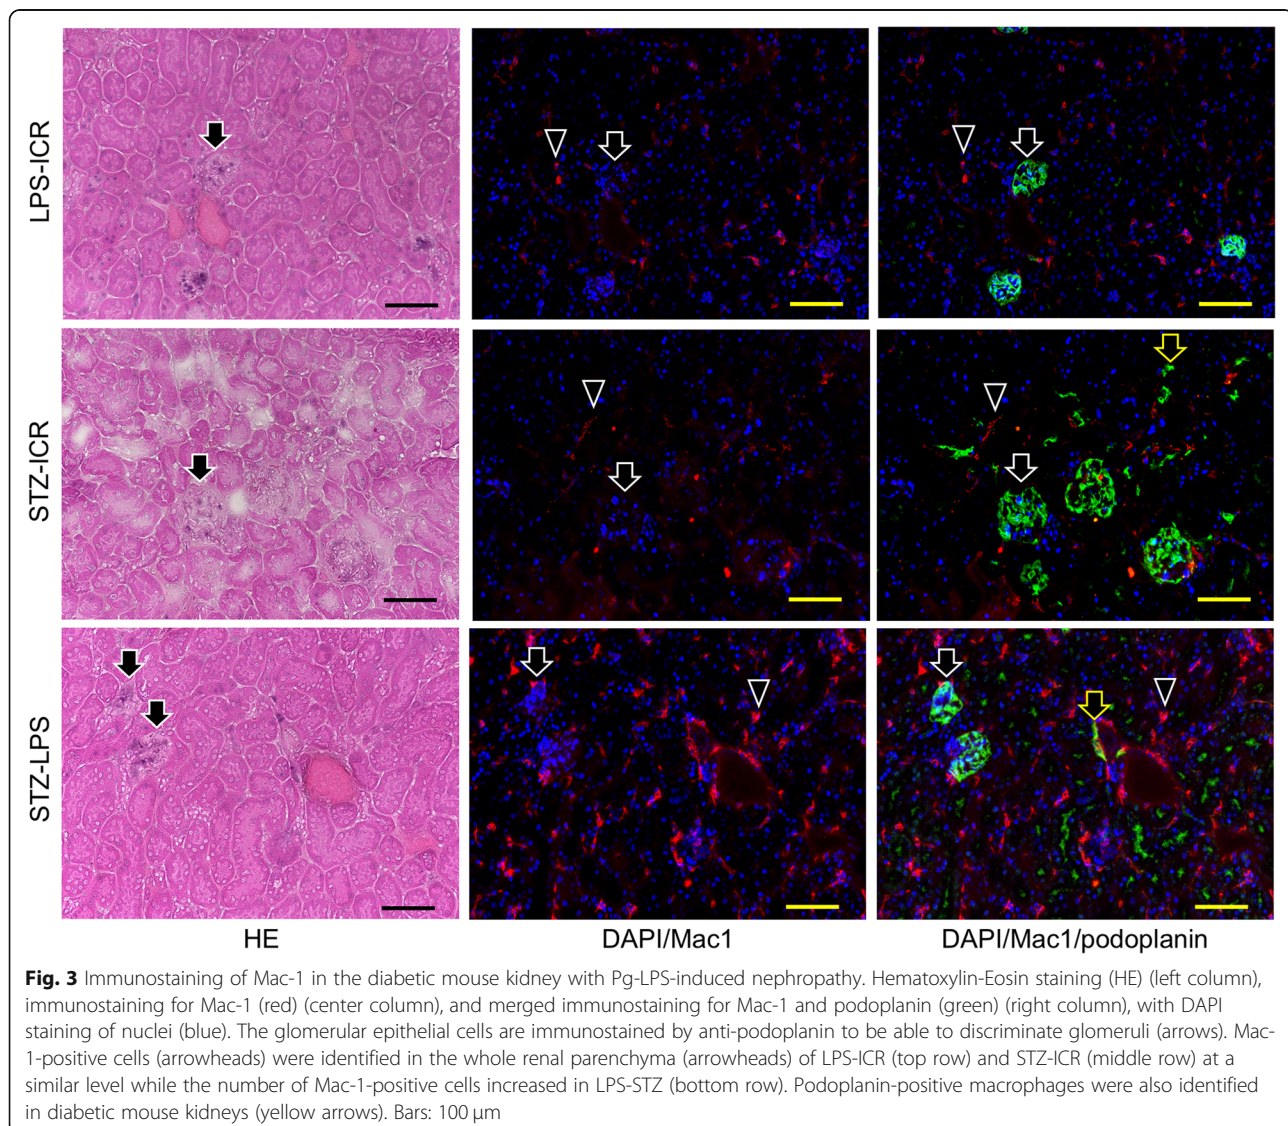 LPS-ICR
STZ-ICR
STZ-LPS
HE
DAPI/Mac1
DAPI/Mac1/podoplanin
Fig. 3 Immunostaining of Mac-1 in the diabetic mouse kidney with Pg-LPS-induced nephropathy. Hematoxylin-Eosin staining (HE) (left column),
immunostaining for Mac-1 (red) (center column), and merged immunostaining for Mac-1 and podoplanin (green) (right column), with DAPI
staining of nuclei (blue). The glomerular epithelial cells are immunostained by anti-podoplanin to be able to discriminate glomeruli (arrows). Mac-
1-positive cells (arrowheads) were identified in the whole renal parenchyma (arrowheads) of LPS-ICR (top row) and STZ-ICR (middle row) at a
similar level while the number of Mac-1-positive cells increased in LPS-STZ (bottom row). Podoplanin-positive macrophages were also identified
in diabetic mouse kidneys (yellow arrows). Bars: 100 μm